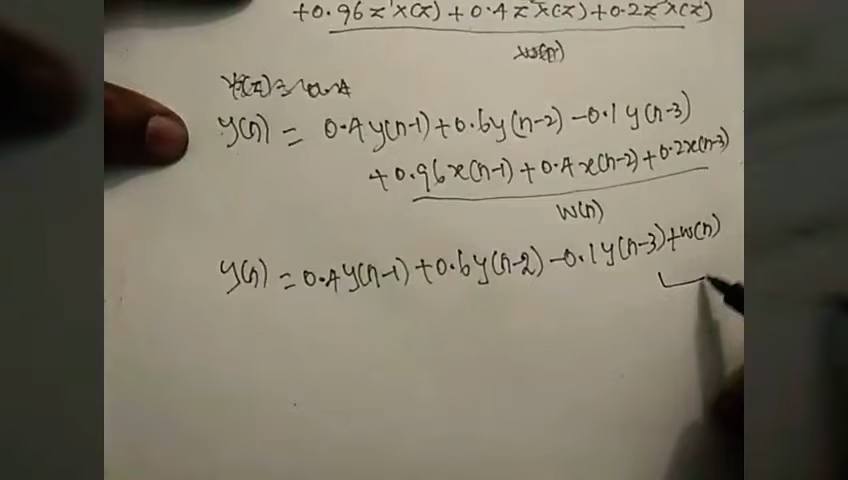 +0.96z⁻¹X(z) + 0.4z⁻²X(z) + 0.2z⁻³X(z)
w(n)
y(n) = 0.4y(n-1) + 0.6y(n-2) - 0.1y(n-3)
+0.96x(n-1) + 0.4x(n-2) + 0.2x(n-3)
w(n)
y(n) = 0.4y(n-1) + 0.6y(n-2) - 0.1y(n-3) + w(n)